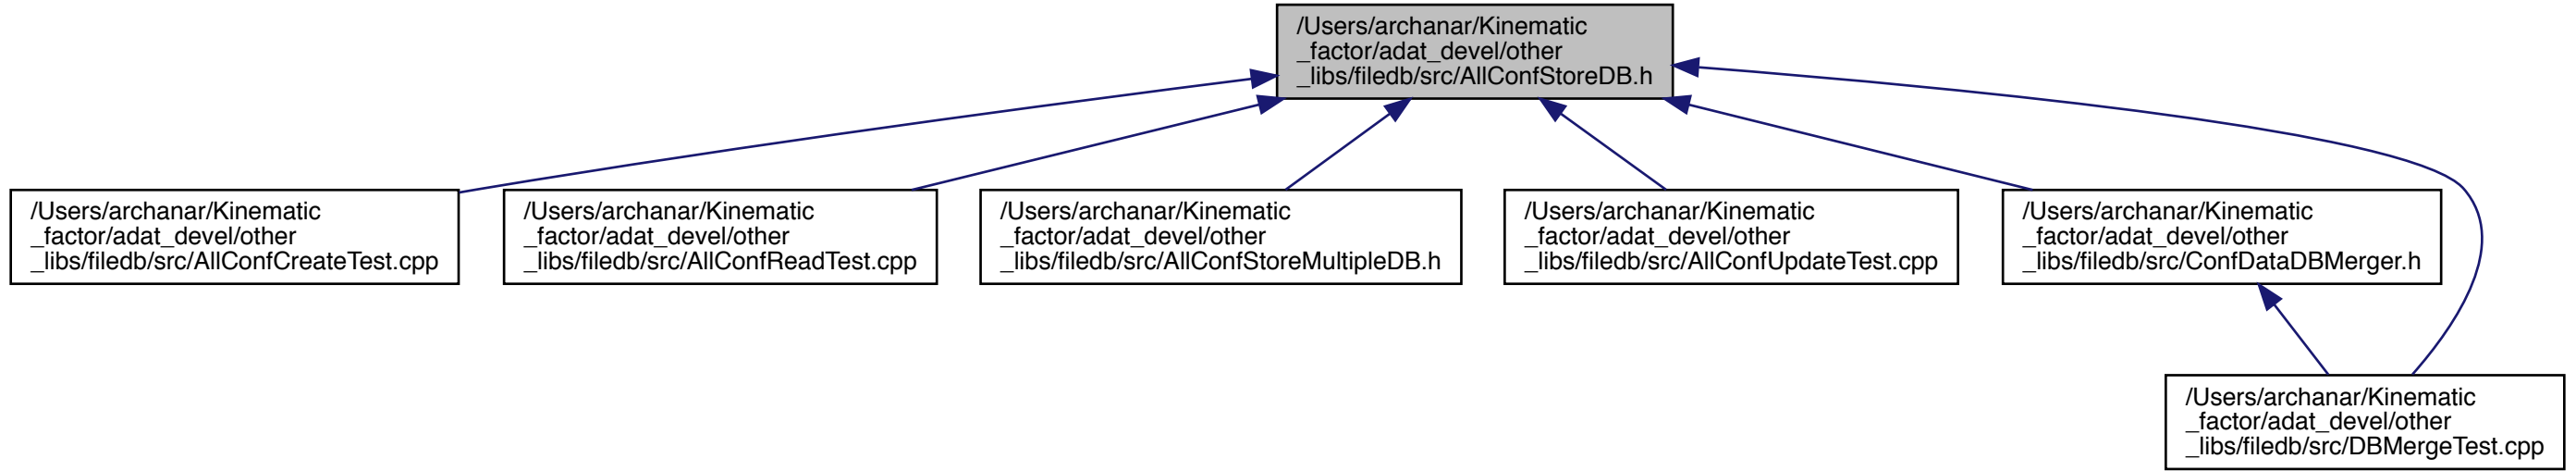 /Users/archanar/Kinematic
_factor/adat_devel/other
_libs/filedb/src/AllConfStoreDB.h
/Users/archanar/Kinematic
_factor/adat_devel/other
_libs/filedb/src/AllConfCreateTest.cpp
/Users/archanar/Kinematic
_factor/adat_devel/other
_libs/filedb/src/AllConfReadTest.cpp
/Users/archanar/Kinematic
_factor/adat_devel/other
_libs/filedb/src/AllConfStoreMultipleDB.h
/Users/archanar/Kinematic
_factor/adat_devel/other
_libs/filedb/src/AllConfUpdateTest.cpp
/Users/archanar/Kinematic
_factor/adat_devel/other
_libs/filedb/src/ConfDataDBMerger.h
/Users/archanar/Kinematic
_factor/adat_devel/other
_libs/filedb/src/DBMergeTest.cpp